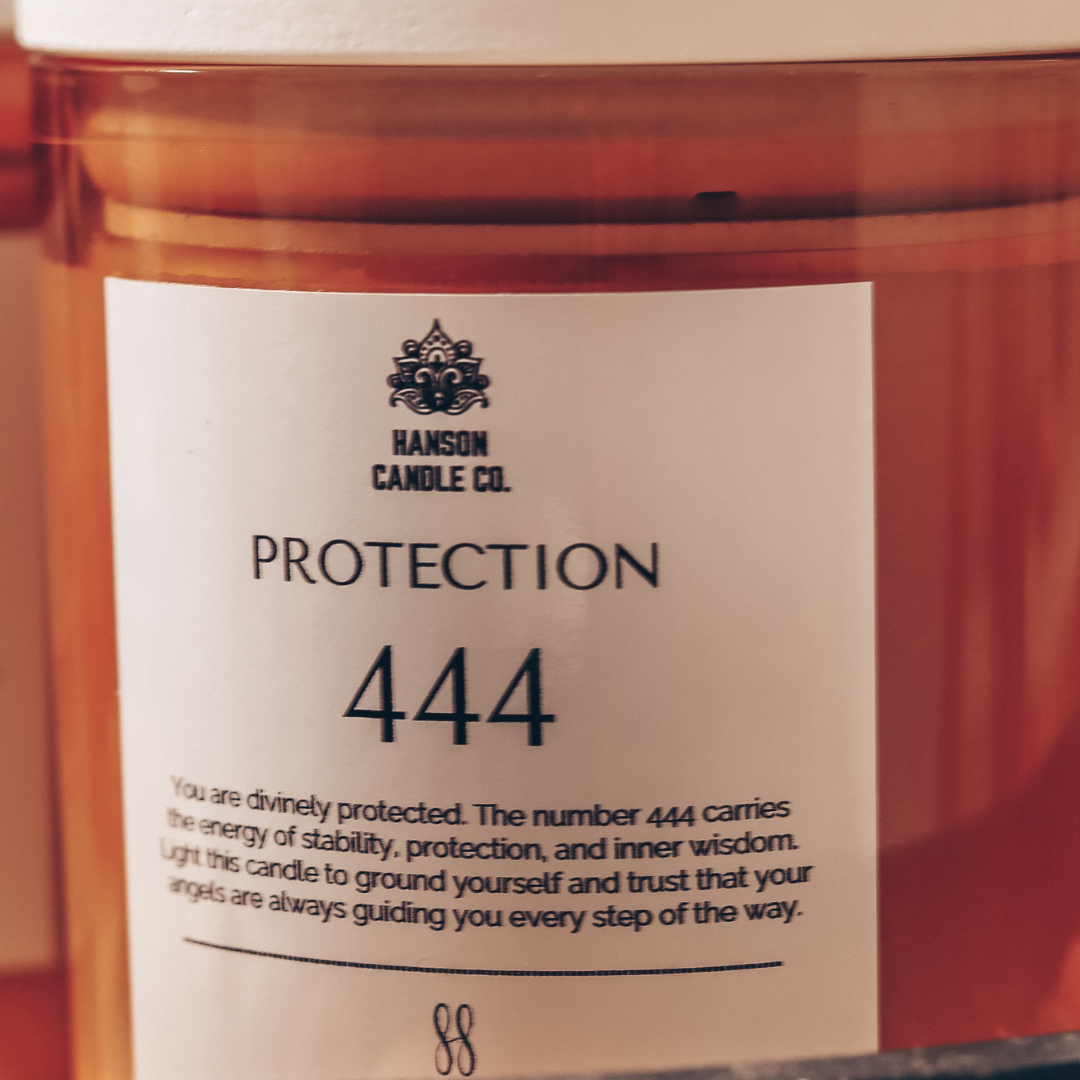 HANSON
CANDLE CO.
PROTECTION
444
You are divinely protected. The number 444 carries
the energy of stability, protection, and inner wisdom.
Light this candle to ground yourself and trust that your
angels are always guiding you every step of the way.